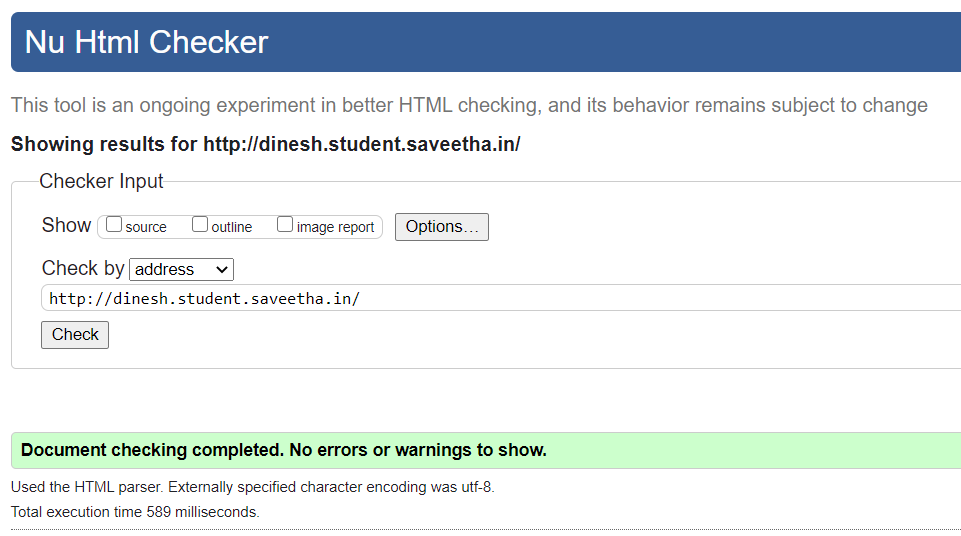 Nu Html Checker
This tool is an ongoing experiment in better HTML checking, and its behavior remains subject to change
Showing results for http://dinesh.student.saveetha.in/
Checker Input
Show source outline image report Options…
Check by address
http://dinesh.student.saveetha.in/
Check
Document checking completed. No errors or warnings to show.
Used the HTML parser. Externally specified character encoding was utf-8.
Total execution time 589 milliseconds.